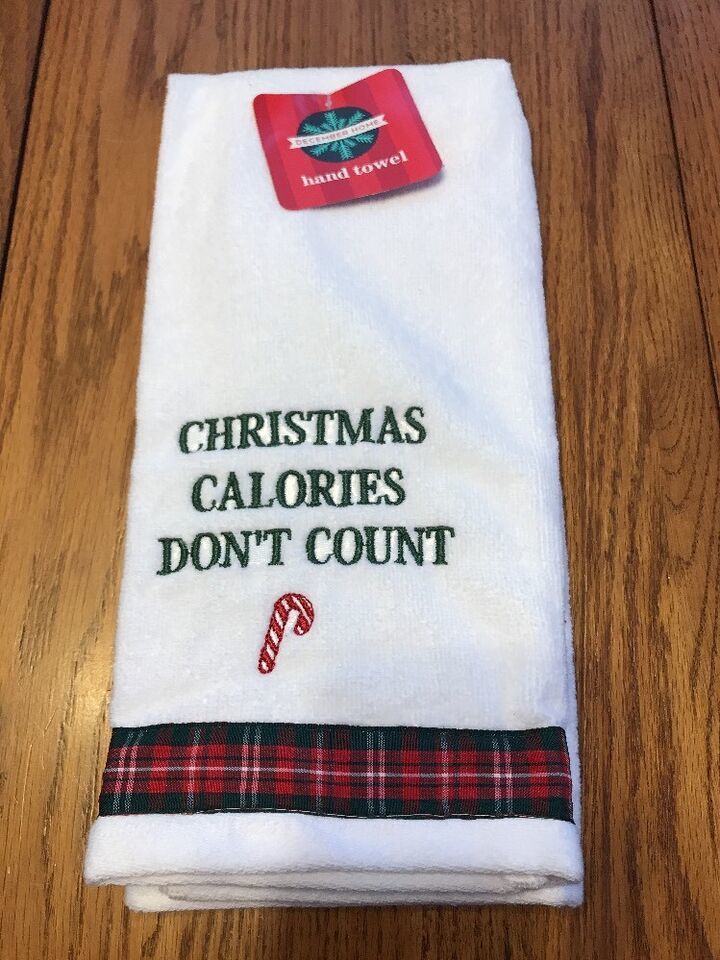 DECEMBER HOME
hand towel
CHRISTMAS
CALORIES
DON'T COUNT